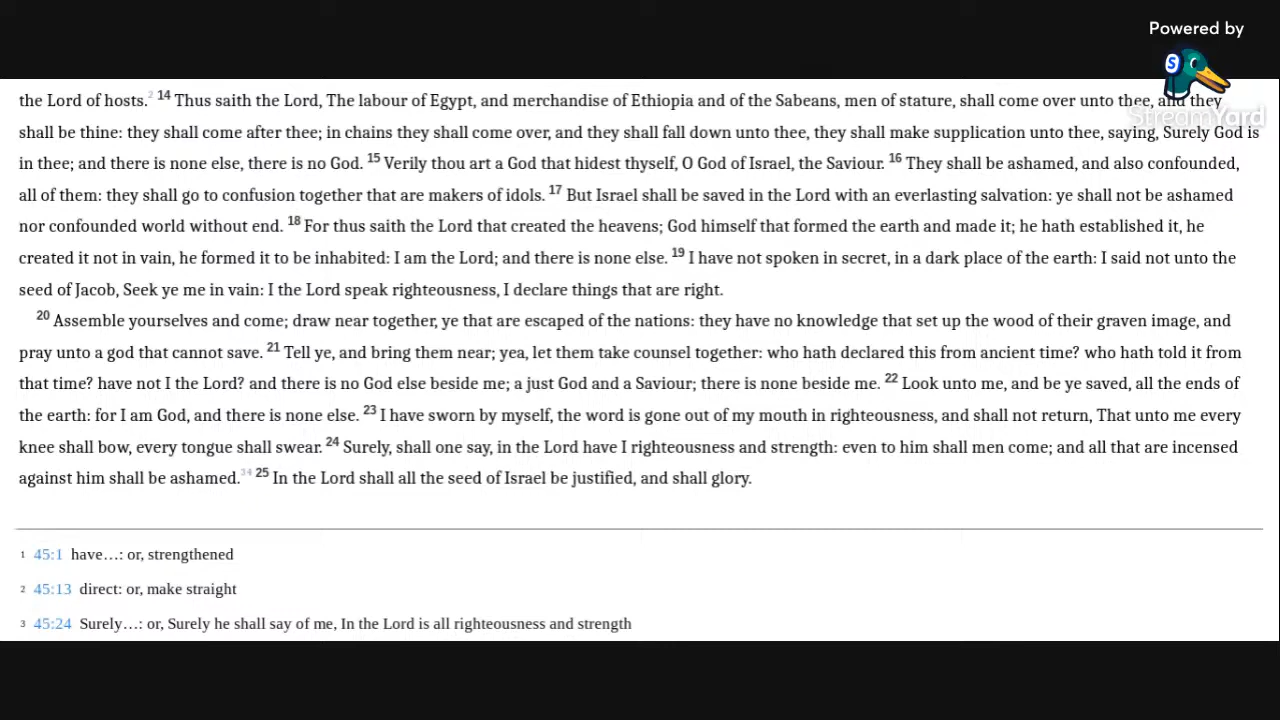 Powered by
S
StreamYard
the Lord of hosts.2 14 Thus saith the Lord, The labour of Egypt, and merchandise of Ethiopia and of the Sabeans, men of stature, shall come over unto thee, and they
shall be thine: they shall come after thee; in chains they shall come over, and they shall fall down unto thee, they shall make supplication unto thee, saying, Surely God is
in thee; and there is none else, there is no God. 15 Verily thou art a God that hidest thyself, O God of Israel, the Saviour. 16 They shall be ashamed, and also confounded,
all of them: they shall go to confusion together that are makers of idols. 17 But Israel shall be saved in the Lord with an everlasting salvation: ye shall not be ashamed
nor confounded world without end. 18 For thus saith the Lord that created the heavens; God himself that formed the earth and made it; he hath established it, he
created it not in vain, he formed it to be inhabited: I am the Lord; and there is none else. 19 I have not spoken in secret, in a dark place of the earth: I said not unto the
seed of Jacob, Seek ye me in vain: I the Lord speak righteousness, I declare things that are right.
20 Assemble yourselves and come; draw near together, ye that are escaped of the nations: they have no knowledge that set up the wood of their graven image, and
pray unto a god that cannot save. 21 Tell ye, and bring them near; yea, let them take counsel together: who hath declared this from ancient time? who hath told it from
that time? have not I the Lord? and there is no God else beside me; a just God and a Saviour; there is none beside me. 22 Look unto me, and be ye saved, all the ends of
the earth: for I am God, and there is none else. 23 I have sworn by myself, the word is gone out of my mouth in righteousness, and shall not return, That unto me every
knee shall bow, every tongue shall swear. 24 Surely, shall one say, in the Lord have I righteousness and strength: even to him shall men come; and all that are incensed
against him shall be ashamed.34 25 In the Lord shall all the seed of Israel be justified, and shall glory.
1 45:1 have…: or, strengthened
2 45:13 direct: or, make straight
3 45:24 Surely…: or, Surely he shall say of me, In the Lord is all righteousness and strength